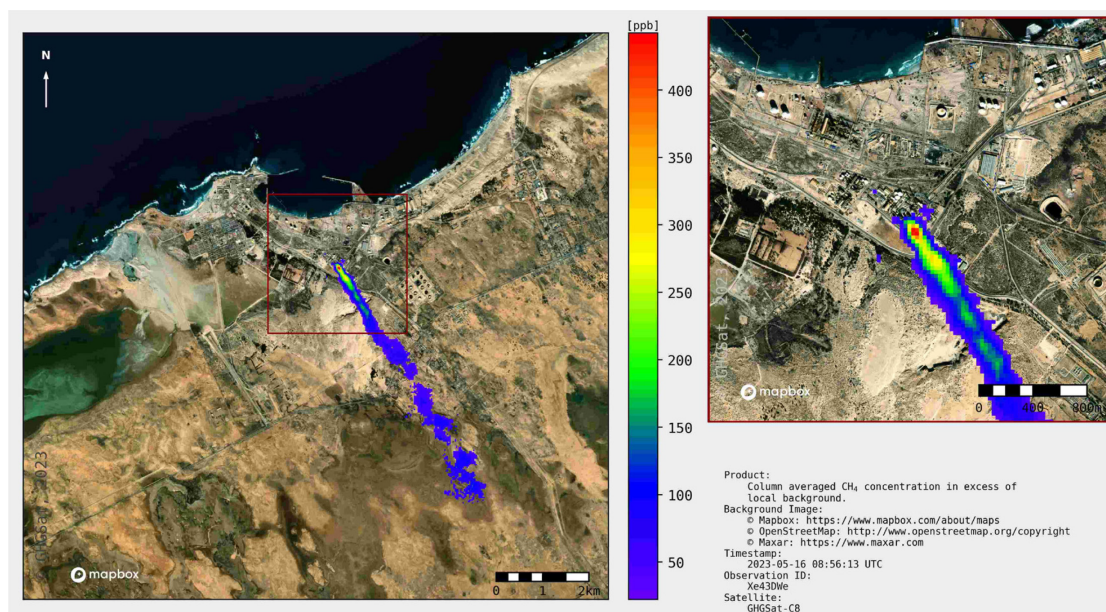 [ppb]
N
400
350
300
250
200
150
100
50
GHGSat 2023
mapbox
0 1 2km
GHGSat 2023
mapbox
0 400 800m
Product:
Column averaged CH₄ concentration in excess of
local background.
Background Image:
© Mapbox: https://www.mapbox.com/about/maps
© OpenStreetMap: http://www.openstreetmap.org/copyright
© Maxar: https://www.maxar.com
Timestamp:
2023-05-16 08:56:13 UTC
Observation ID:
Xe43DWe
Satellite:
GHGSat-C8